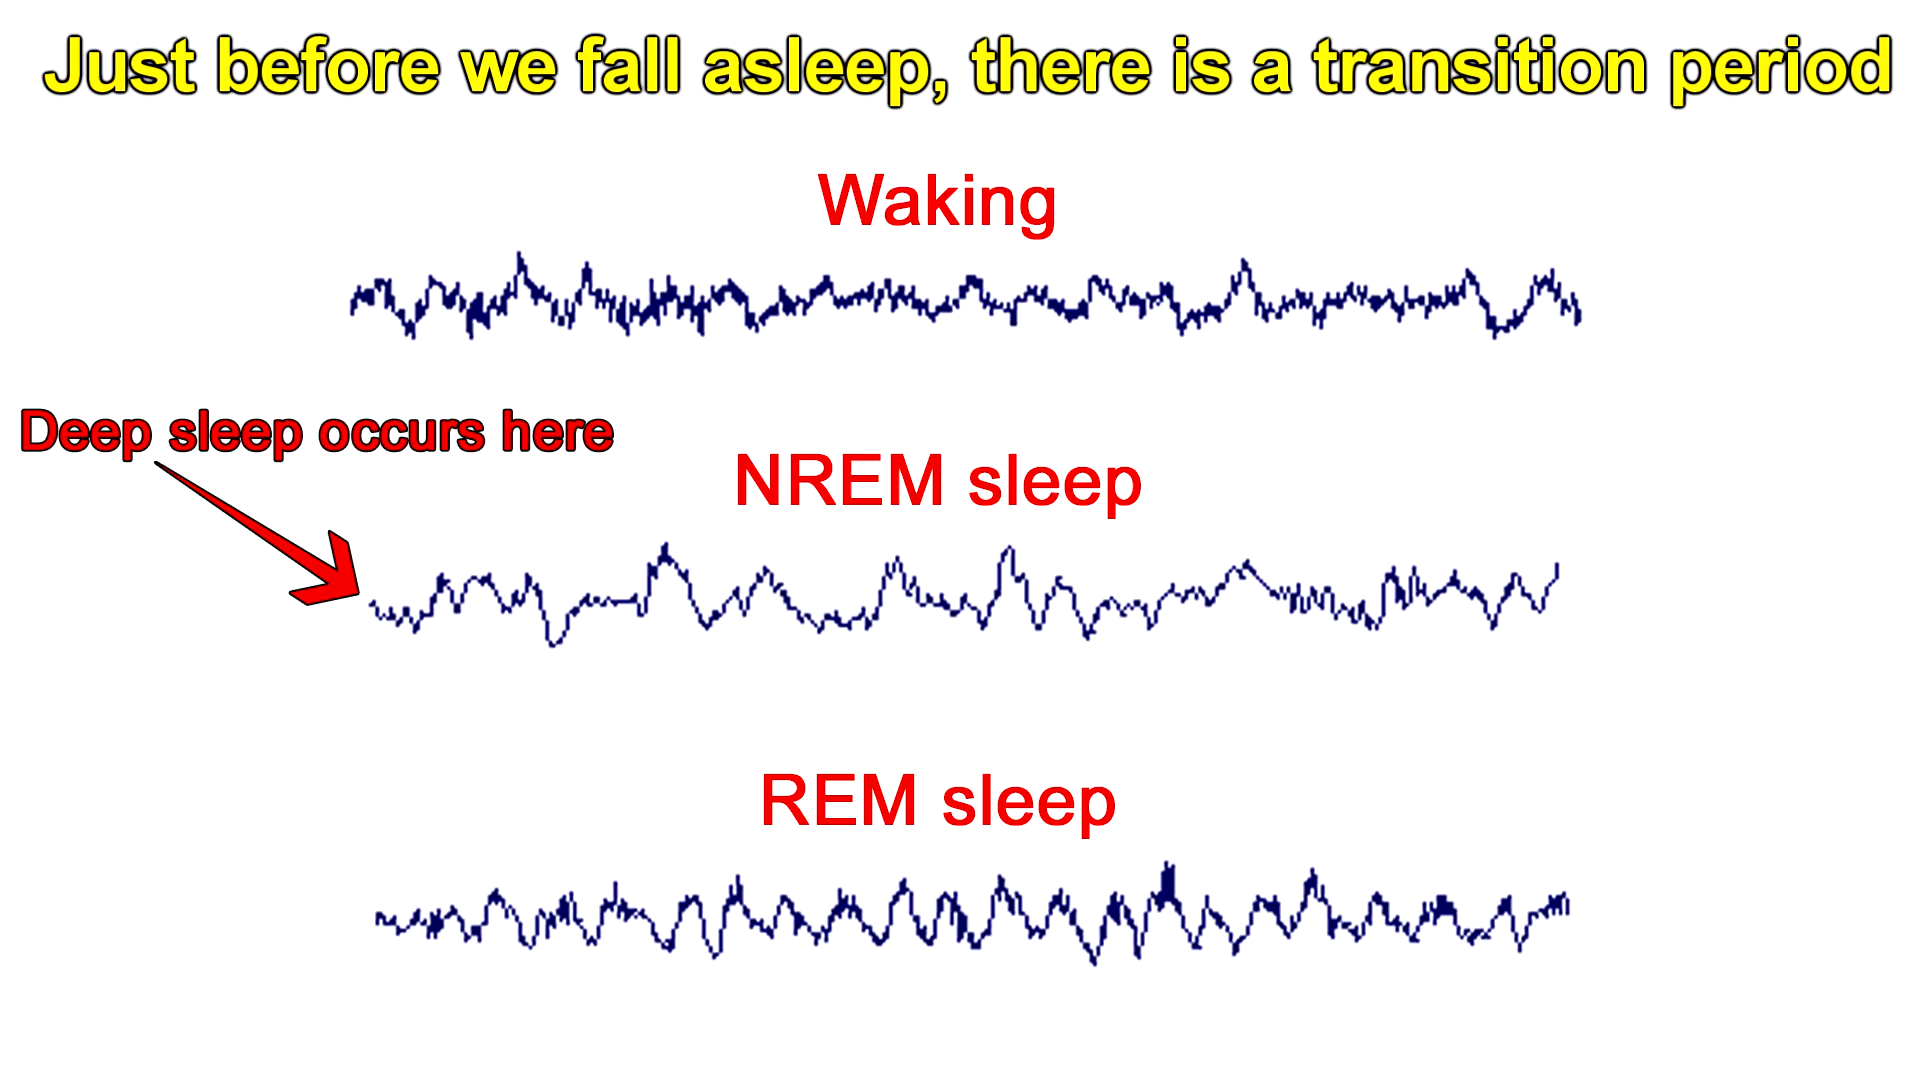 Just before we fall asleep, there is a transition period
Waking
Deep sleep occurs here
NREM sleep
REM sleep